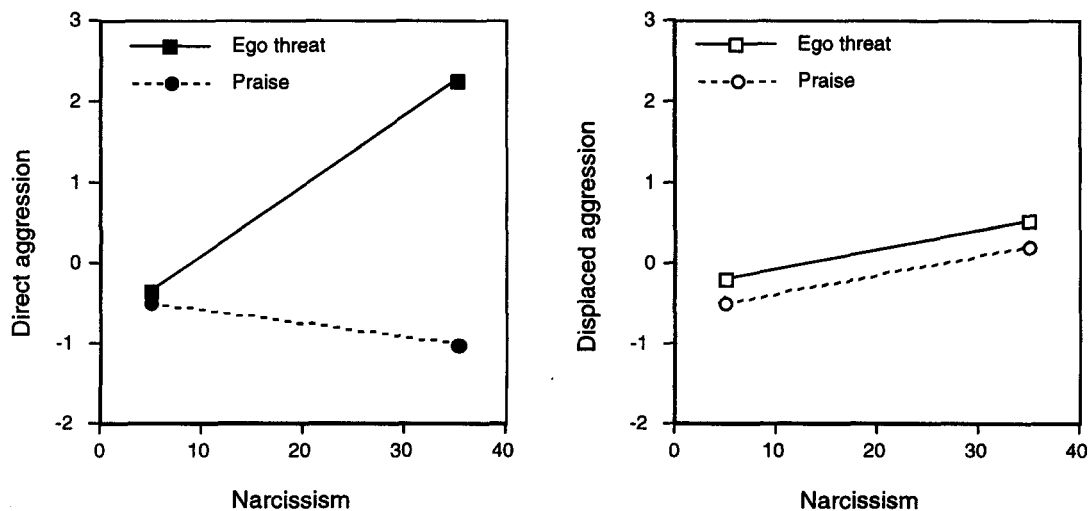 3
2
1
0
-1
-2
Direct aggression
Ego threat
Praise
0
10
20
30
40
Narcissism
3
2
1
0
-1
-2
Displaced aggression
Ego threat
Praise
0
10
20
30
40
Narcissism